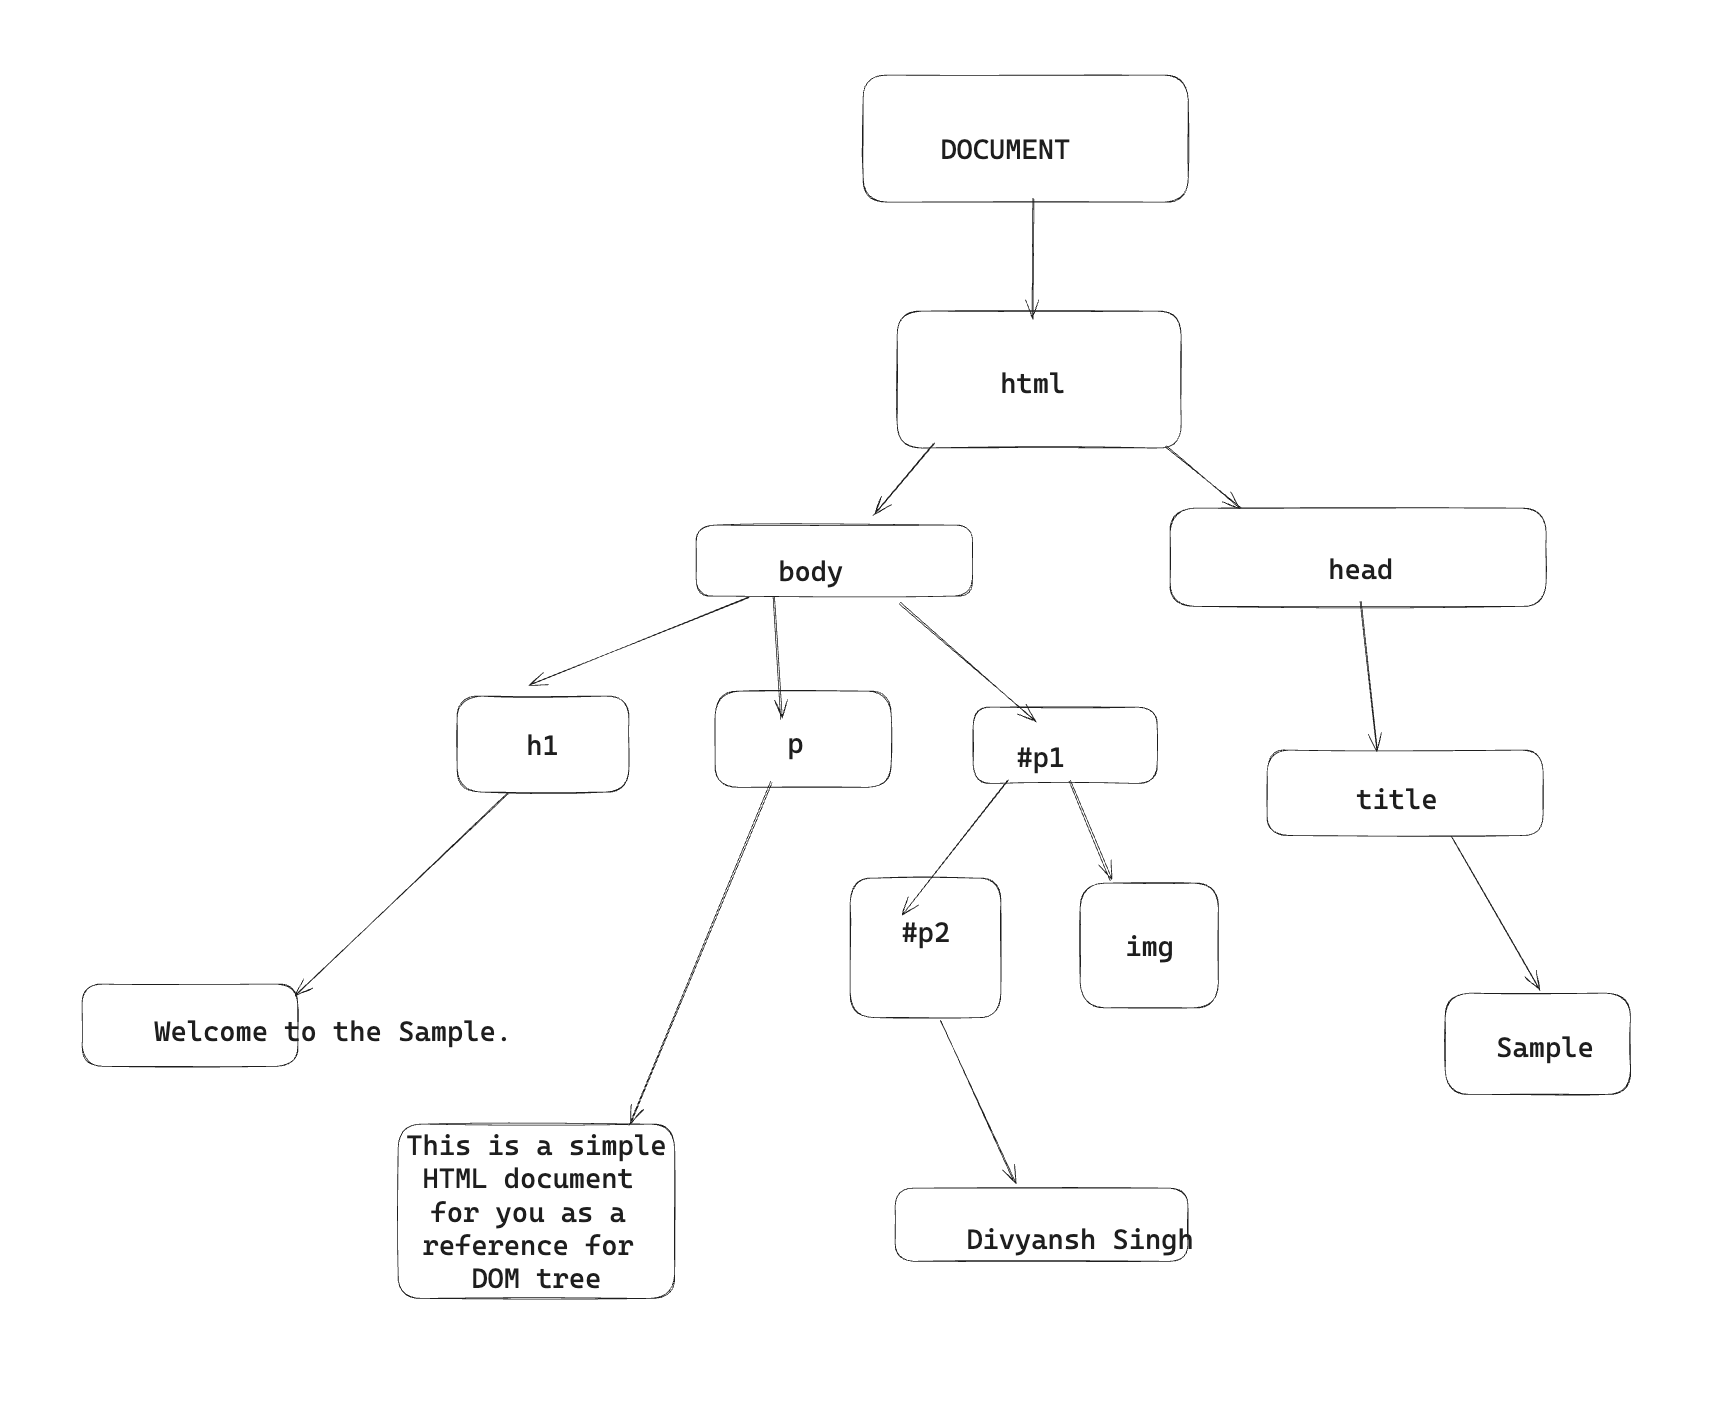 DOCUMENT
html
body
head
h1
p
#p1
title
#p2
img
Welcome to the Sample.
Sample
This is a simple
HTML document
for you as a
reference for
DOM tree
Divyansh Singh